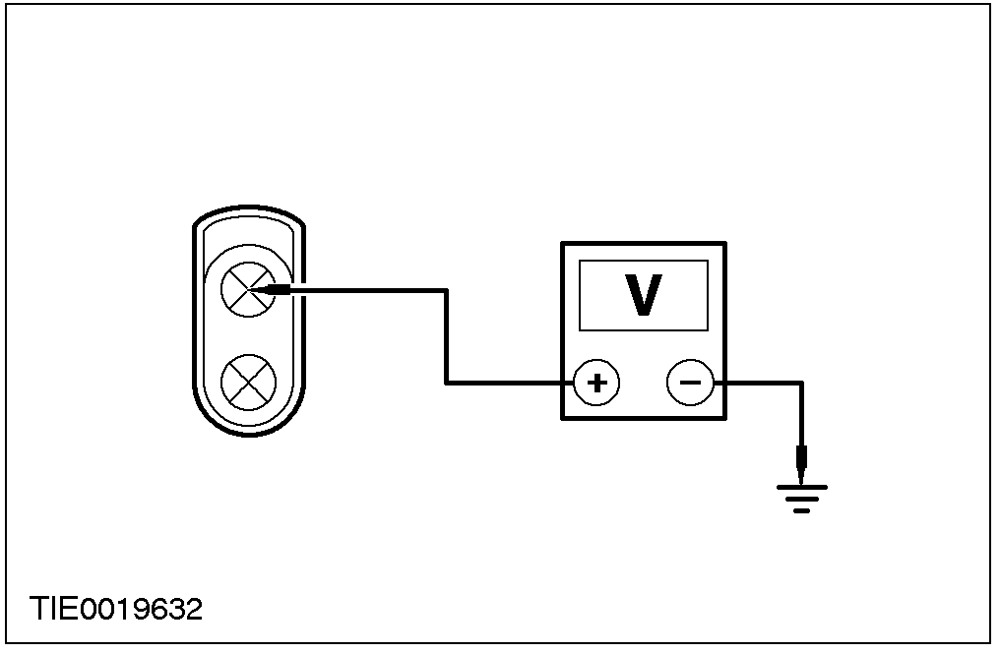 V
+ −
TIE0019632